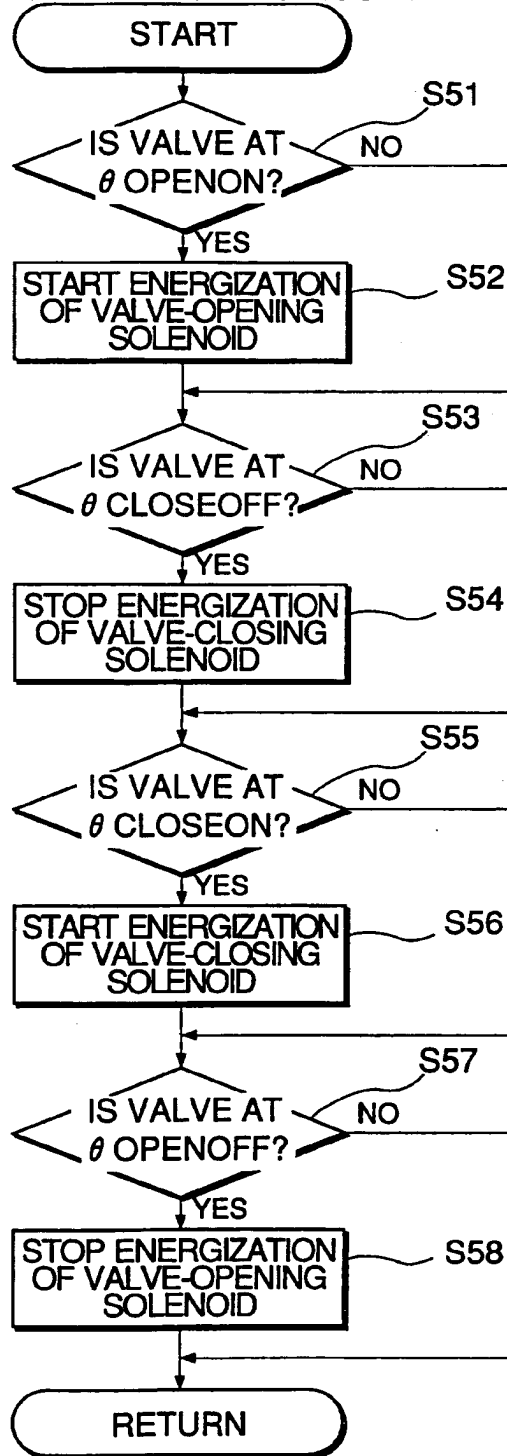 START
S51
IS VALVE AT
NO
θ OPENON?
YES
START ENERGIZATION
S52
OF VALVE-OPENING
SOLENOID
S53
IS VALVE AT
NO
θ CLOSEOFF?
YES
STOP ENERGIZATION
S54
OF VALVE-CLOSING
SOLENOID
S55
IS VALVE AT
NO
θ CLOSEON?
YES
START ENERGIZATION
S56
OF VALVE-CLOSING
SOLENOID
S57
IS VALVE AT
NO
θ OPENOFF?
YES
STOP ENERGIZATION
S58
OF VALVE-OPENING
SOLENOID
RETURN